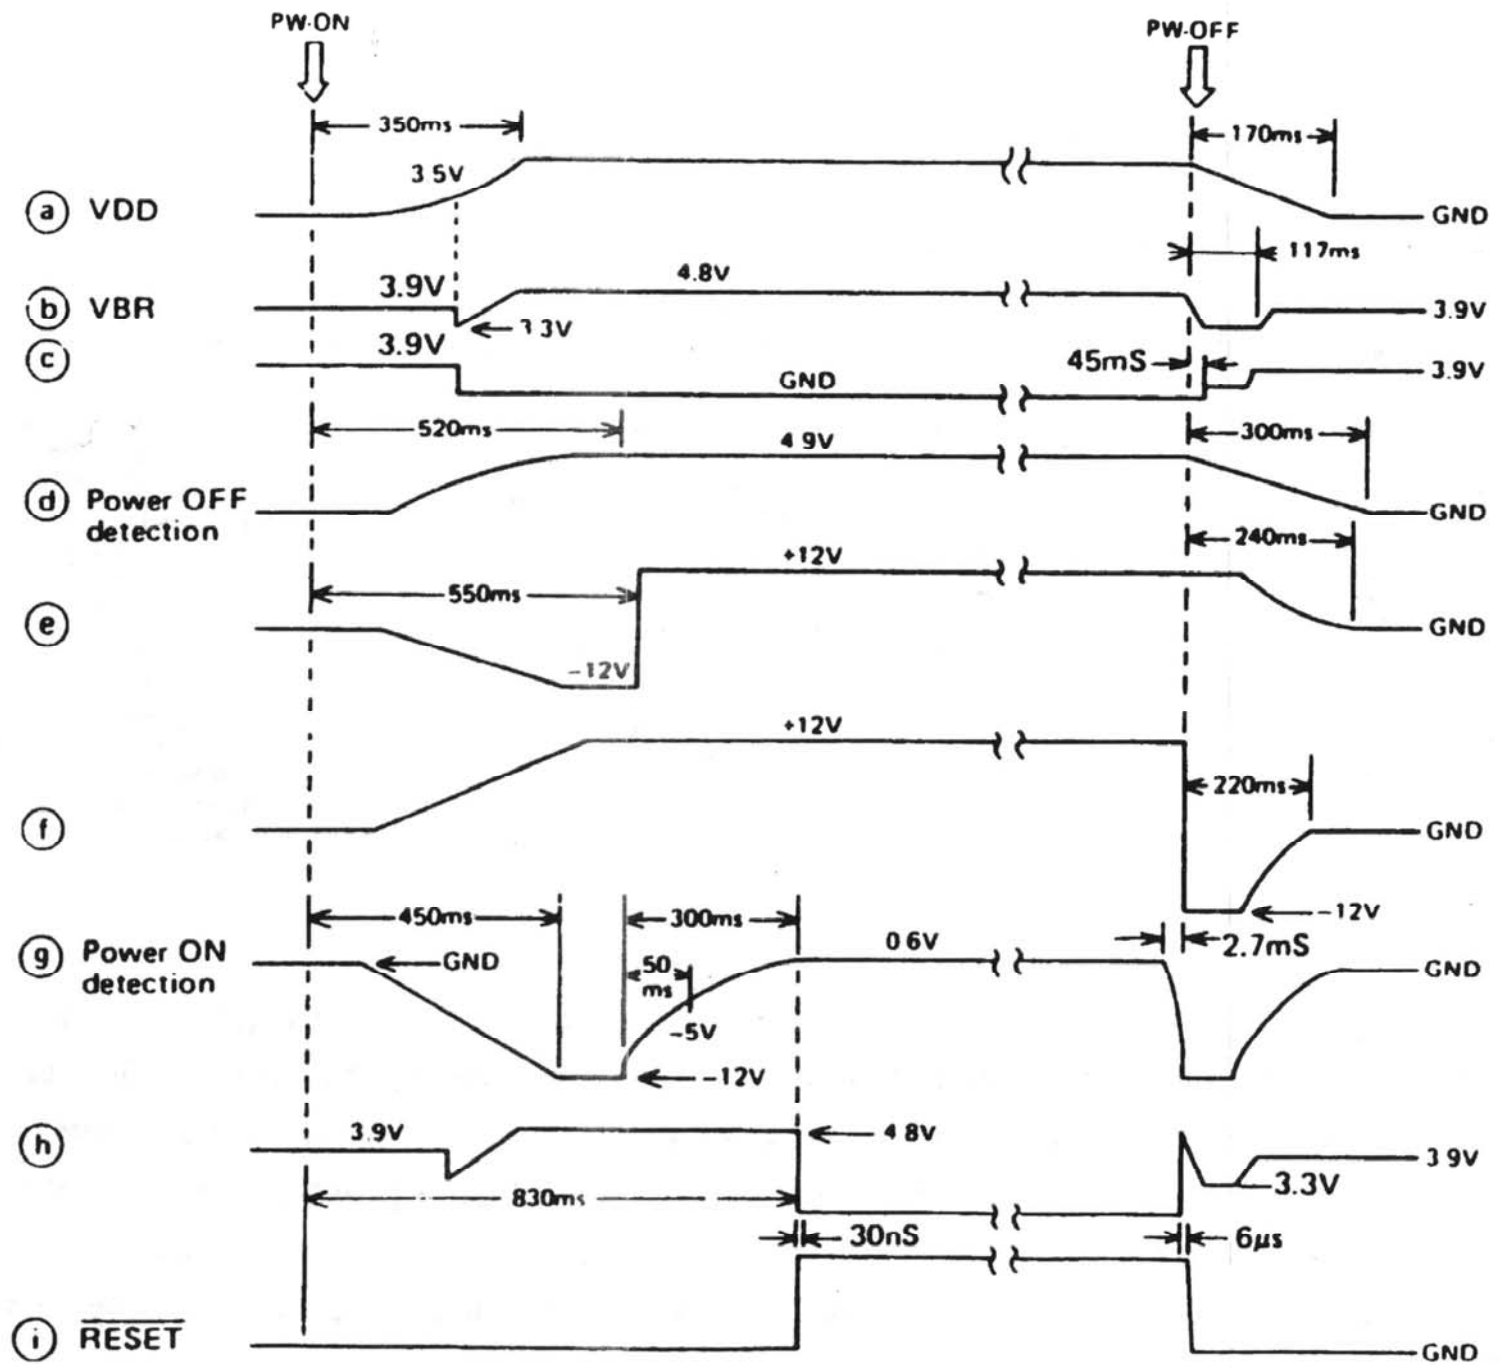 PW-ON
PW-OFF
350ms
170ms
3.5V
ⓐ VDD
GND
117ms
ⓑ VBR
3.9V
4.8V
3.3V
3.9V
ⓒ
3.9V
GND
45mS
3.9V
520ms
4.9V
300ms
ⓓ Power OFF
detection
GND
240ms
+12V
550ms
ⓔ
-12V
GND
+12V
220ms
ⓕ
GND
450ms
300ms
-12V
ⓖ Power ON
detection
GND
50
ms
0.6V
2.7mS
GND
-5V
-12V
ⓗ
3.9V
4.8V
3.9V
3.3V
830ms
30nS
6μs
ⓘ RESET
GND